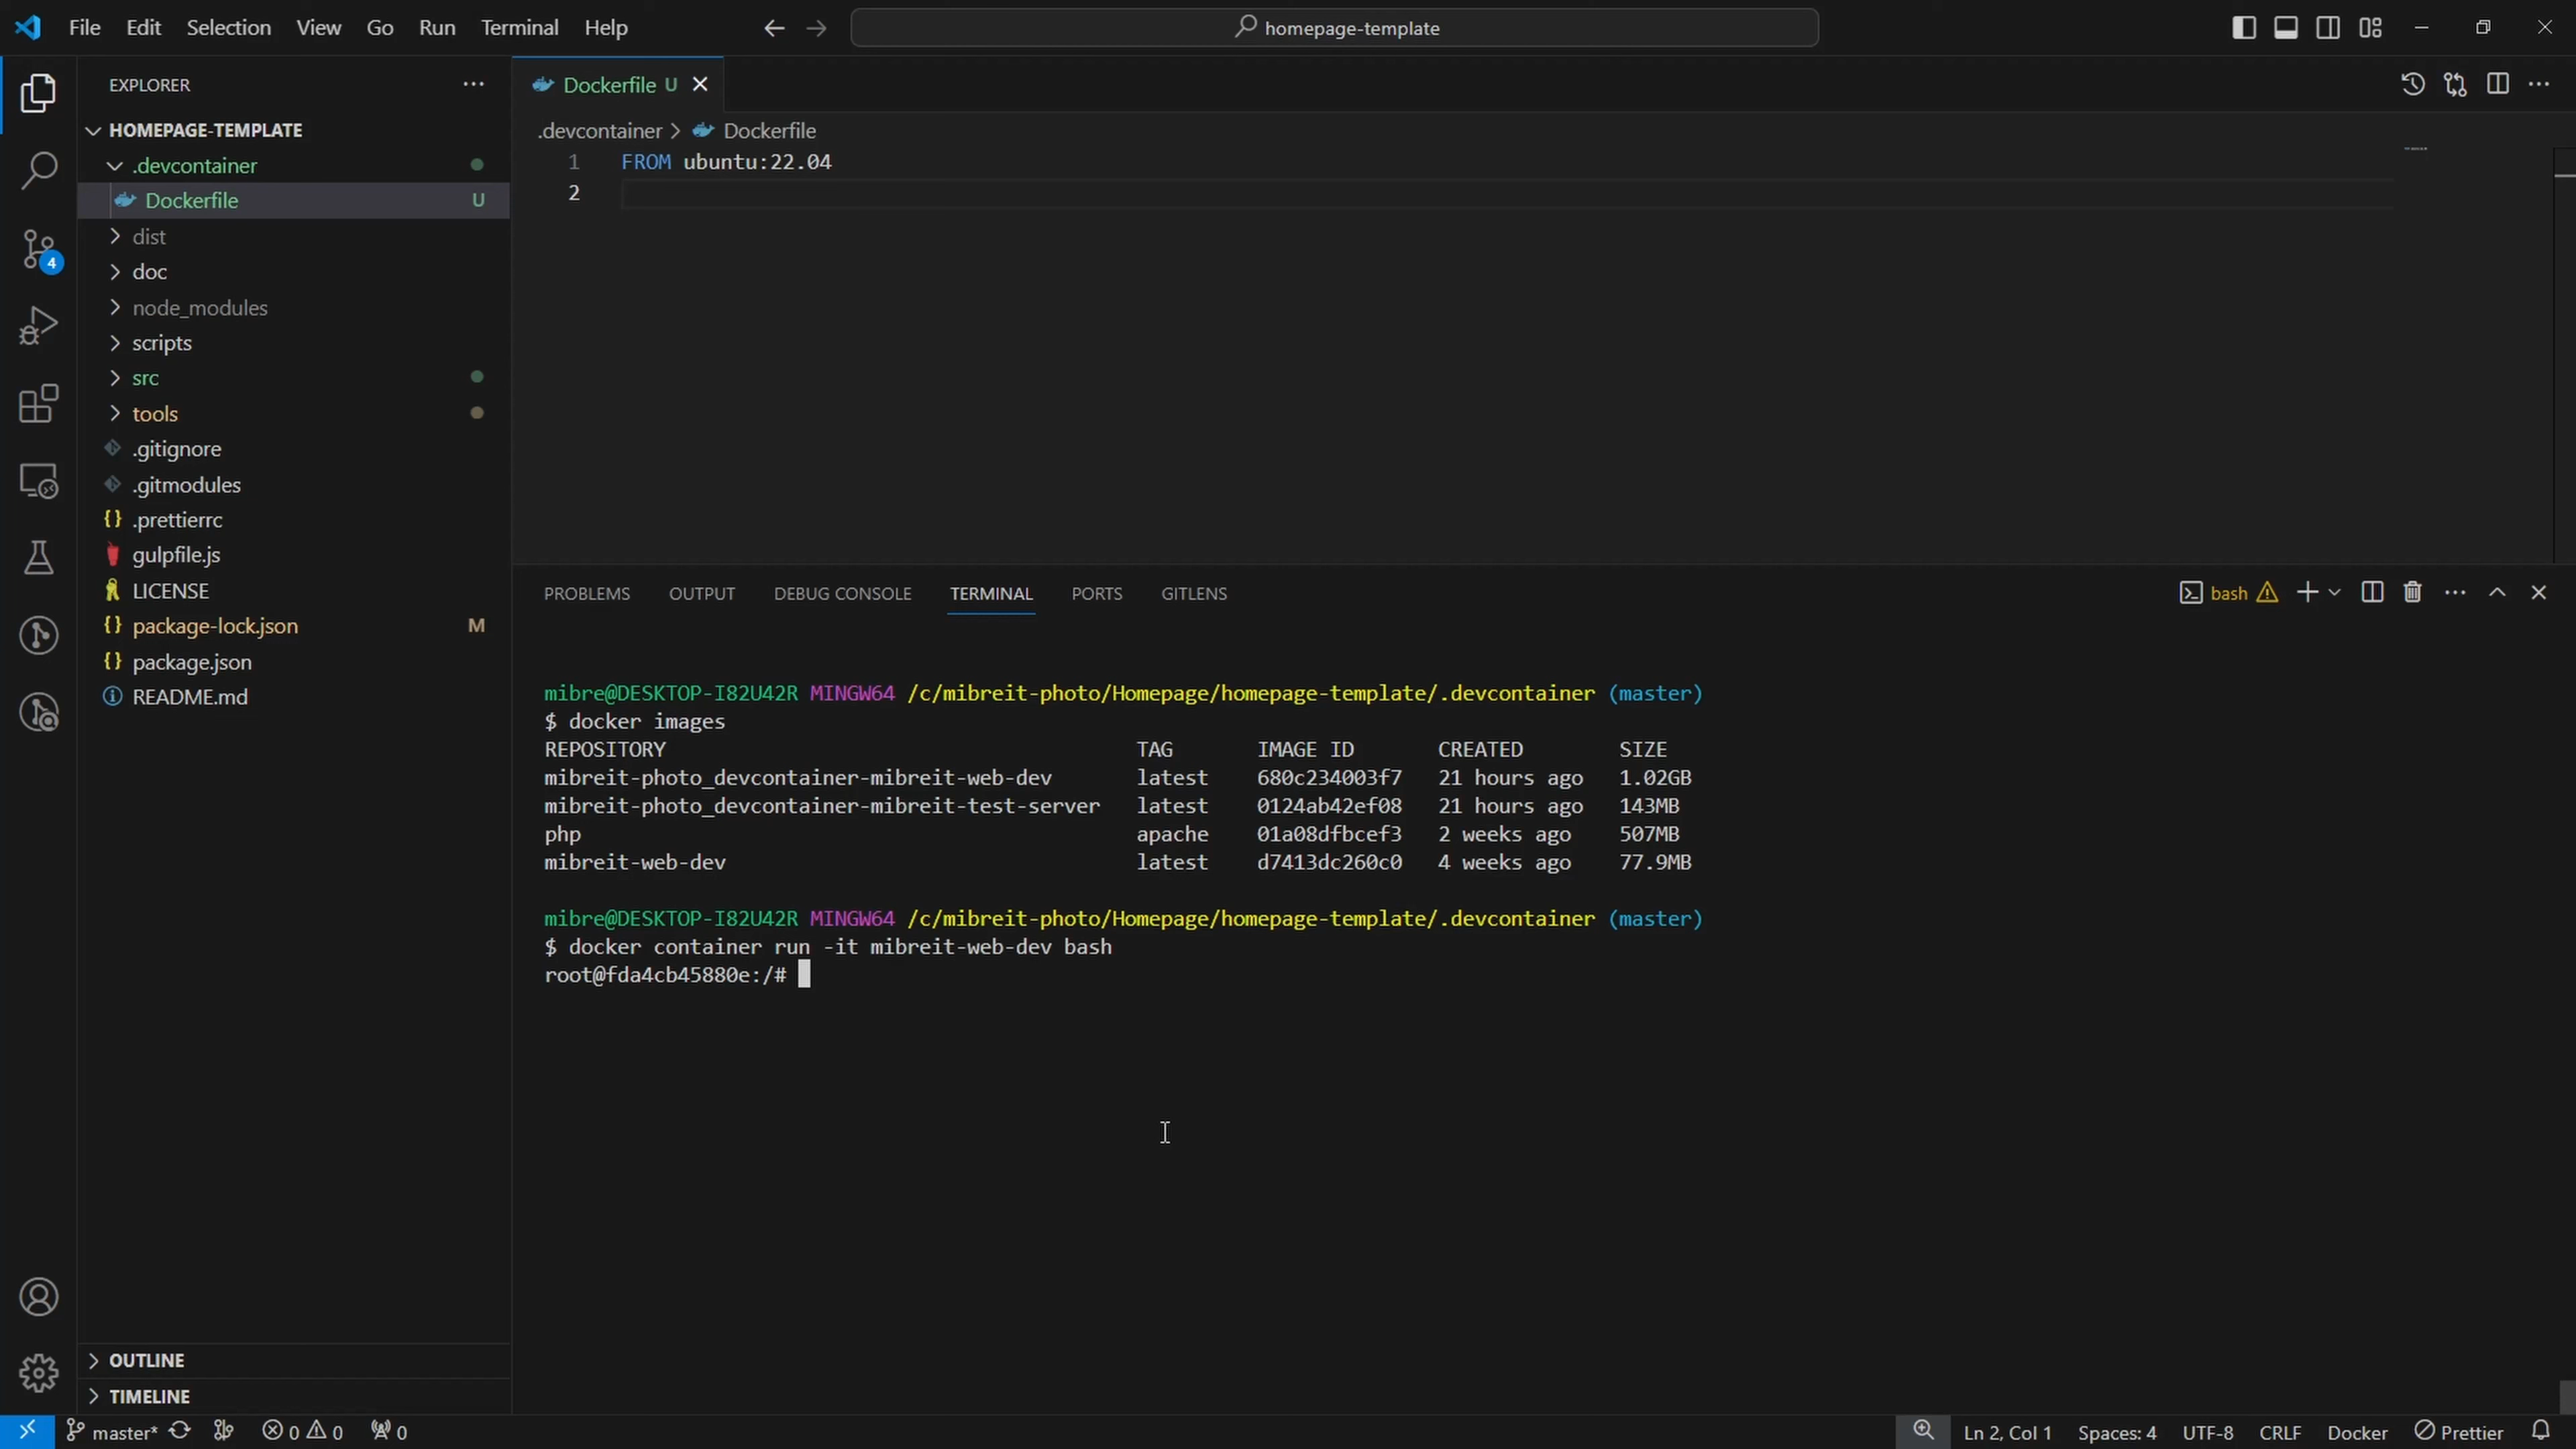 File Edit Selection View Go Run Terminal Help
homepage-template
EXPLORER
HOMEPAGE-TEMPLATE
.devcontainer
Dockerfile U
dist
doc
node_modules
scripts
src
tools
.gitignore
.gitmodules
.prettierrc
gulpfile.js
LICENSE
package-lock.json M
package.json
README.md
4
OUTLINE
TIMELINE
Dockerfile U
.devcontainer > Dockerfile
1 FROM ubuntu:22.04
2
PROBLEMS OUTPUT DEBUG CONSOLE TERMINAL PORTS GITLENS
bash
mibre@DESKTOP-I82U42R MINGW64 /c/mibreit-photo/Homepage/homepage-template/.devcontainer (master)
$ docker images
REPOSITORY TAG IMAGE ID CREATED SIZE
mibreit-photo_devcontainer-mibreit-web-dev latest 680c234003f7 21 hours ago 1.02GB
mibreit-photo_devcontainer-mibreit-test-server latest 0124ab42ef08 21 hours ago 143MB
php apache 01a08dfbcef3 2 weeks ago 507MB
mibreit-web-dev latest d7413dc260c0 4 weeks ago 77.9MB
mibre@DESKTOP-I82U42R MINGW64 /c/mibreit-photo/Homepage/homepage-template/.devcontainer (master)
$ docker container run -it mibreit-web-dev bash
root@fda4cb45880e:/#
master* 0 0 0
Ln 2, Col 1 Spaces: 4 UTF-8 CRLF Docker Prettier